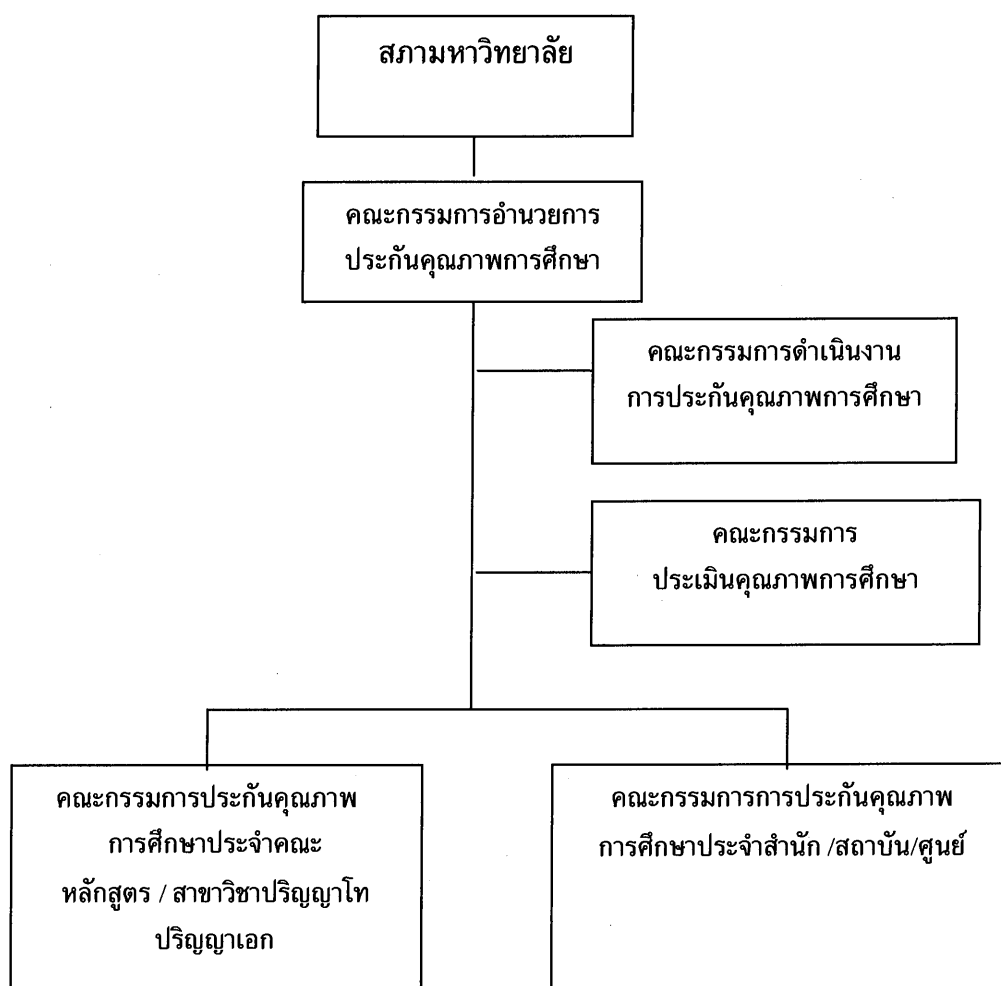 สภามหาวิทยาลัย
คณะกรรมการอำนวยการ
ประกันคุณภาพการศึกษา
คณะกรรมการดำเนินงาน
การประกันคุณภาพการศึกษา
คณะกรรมการ
ประเมินคุณภาพการศึกษา
คณะกรรมการประกันคุณภาพ
การศึกษาประจำคณะ
หลักสูตร / สาขาวิชาปริญญาโท
ปริญญาเอก
คณะกรรมการการประกันคุณภาพ
การศึกษาประจำสำนัก /สถาบัน/ศูนย์